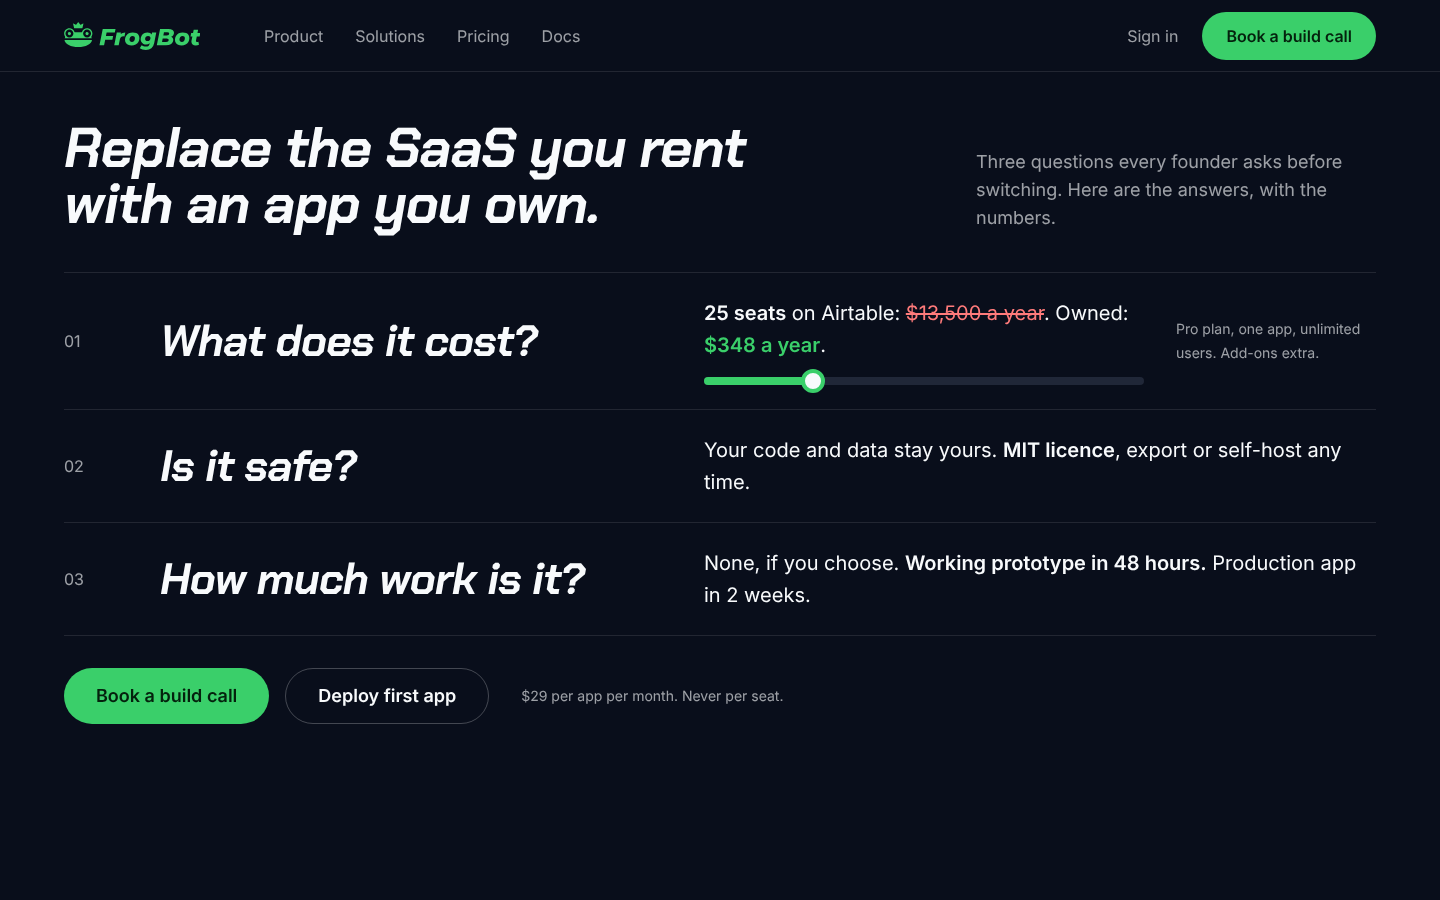 FrogBot
Product
Solutions
Pricing
Docs
Sign in
Book a build call
Replace the SaaS you rent
with an app you own.
Three questions every founder asks before
switching. Here are the answers, with the
numbers.
01
What does it cost?
25 seats on Airtable: $13,500 a year. Owned:
$348 a year.
Pro plan, one app, unlimited
users. Add-ons extra.
02
Is it safe?
Your code and data stay yours. MIT licence, export or self-host any
time.
03
How much work is it?
None, if you choose. Working prototype in 48 hours. Production app
in 2 weeks.
Book a build call
Deploy first app
$29 per app per month. Never per seat.